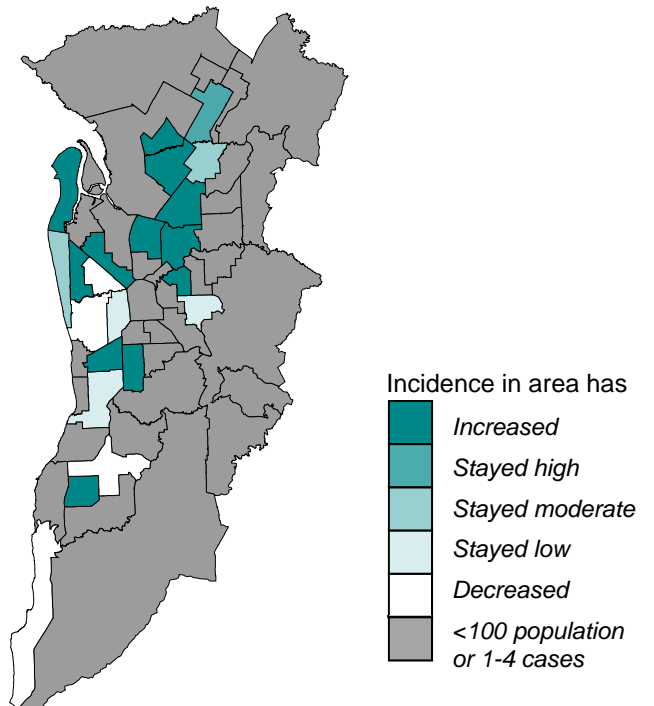 Incidence in area has
Increased
Stayed high
Stayed moderate
Stayed low
Decreased
<100 population
or 1-4 cases